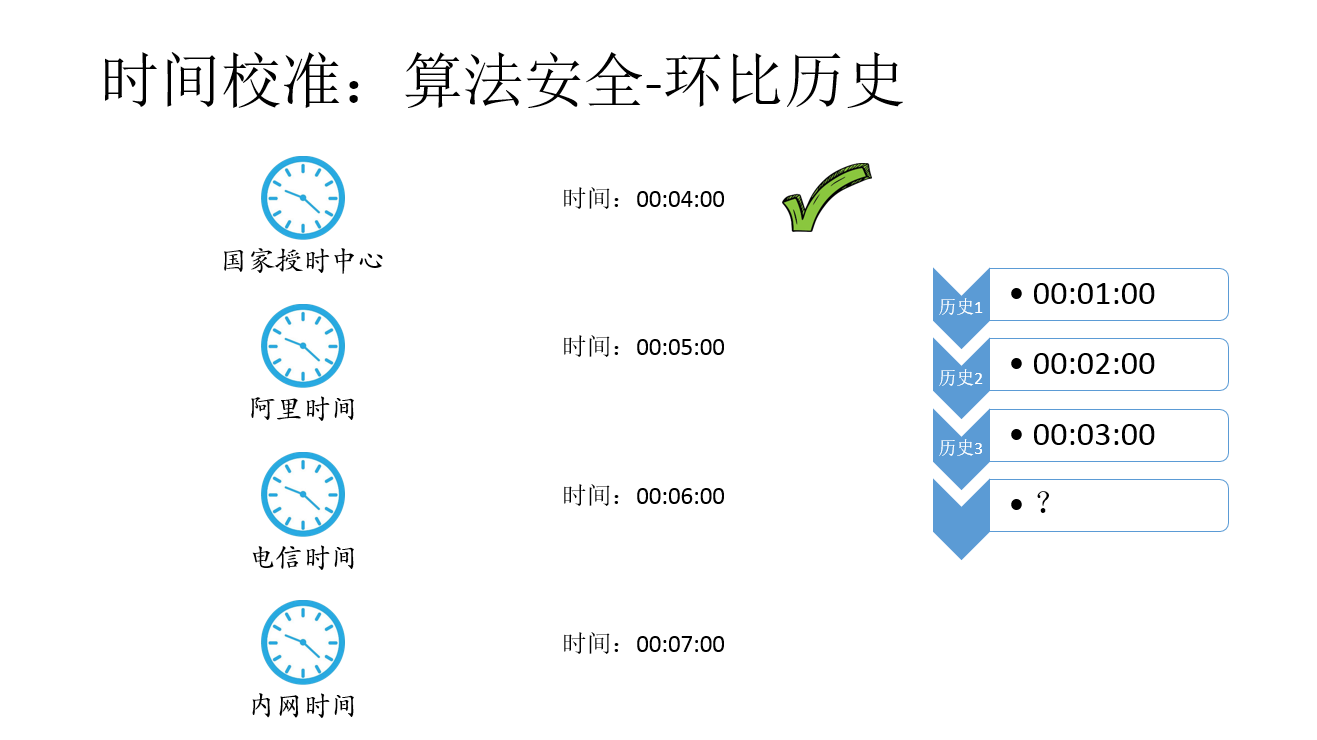 时间校准：算法安全-环比历史
时间：00:04:00
国家授时中心
时间：00:05:00
阿里时间
时间：00:06:00
电信时间
时间：00:07:00
内网时间
历史1
• 00:01:00
历史2
• 00:02:00
历史3
• 00:03:00
• ？